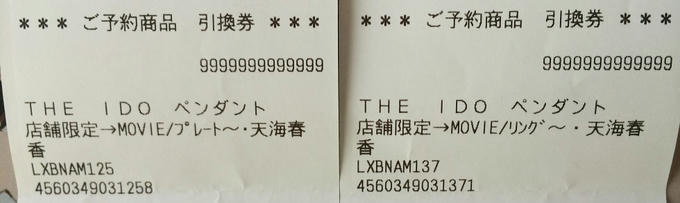 ＊＊＊ ご予約商品 引換券 ＊＊＊
9999999999999
ＴＨＥ ＩＤＯ ペンダント
店舗限定→MOVIE/ﾌﾟﾚｰﾄ～・天海春
香
LXBNAM125
4560349031258
＊＊＊ ご予約商品 引換券 ＊＊＊
9999999999999
ＴＨＥ ＩＤＯ ペンダント
店舗限定→MOVIE/ﾘﾝｸﾞ～・天海春
香
LXBNAM137
4560349031371